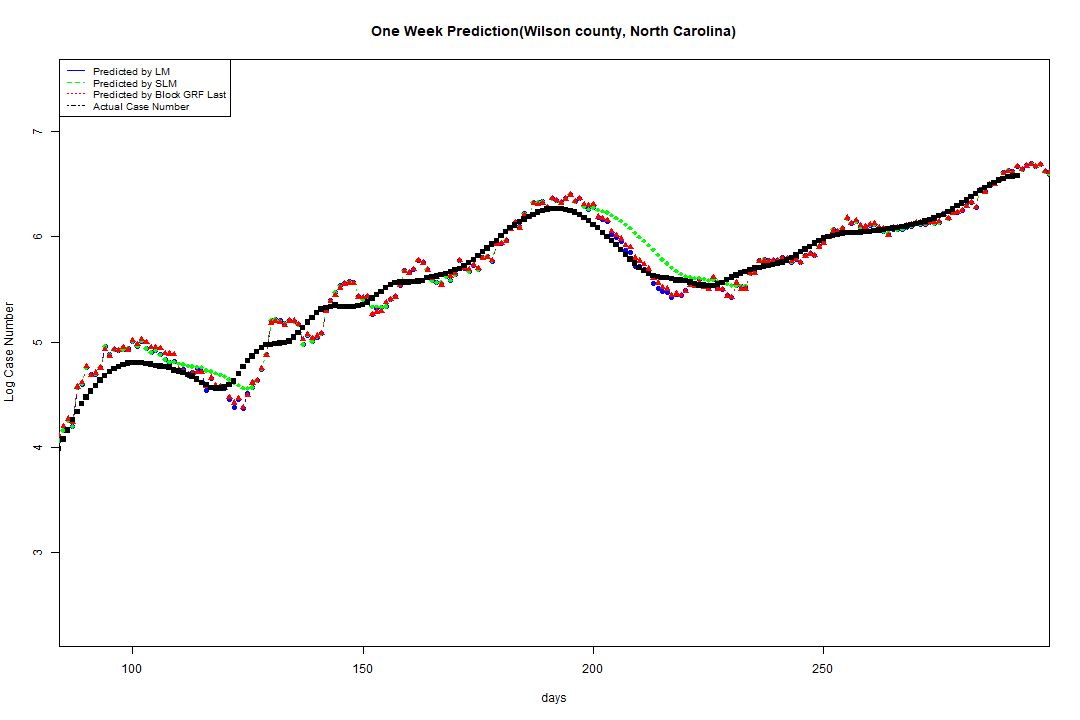 One Week Prediction(Wilson county, North Carolina)
Predicted by LM
Predicted by SLM
Predicted by Block GRF Last
Actual Case Number
7
6
5
4
3
Log Case Number
100 150 200 250
days